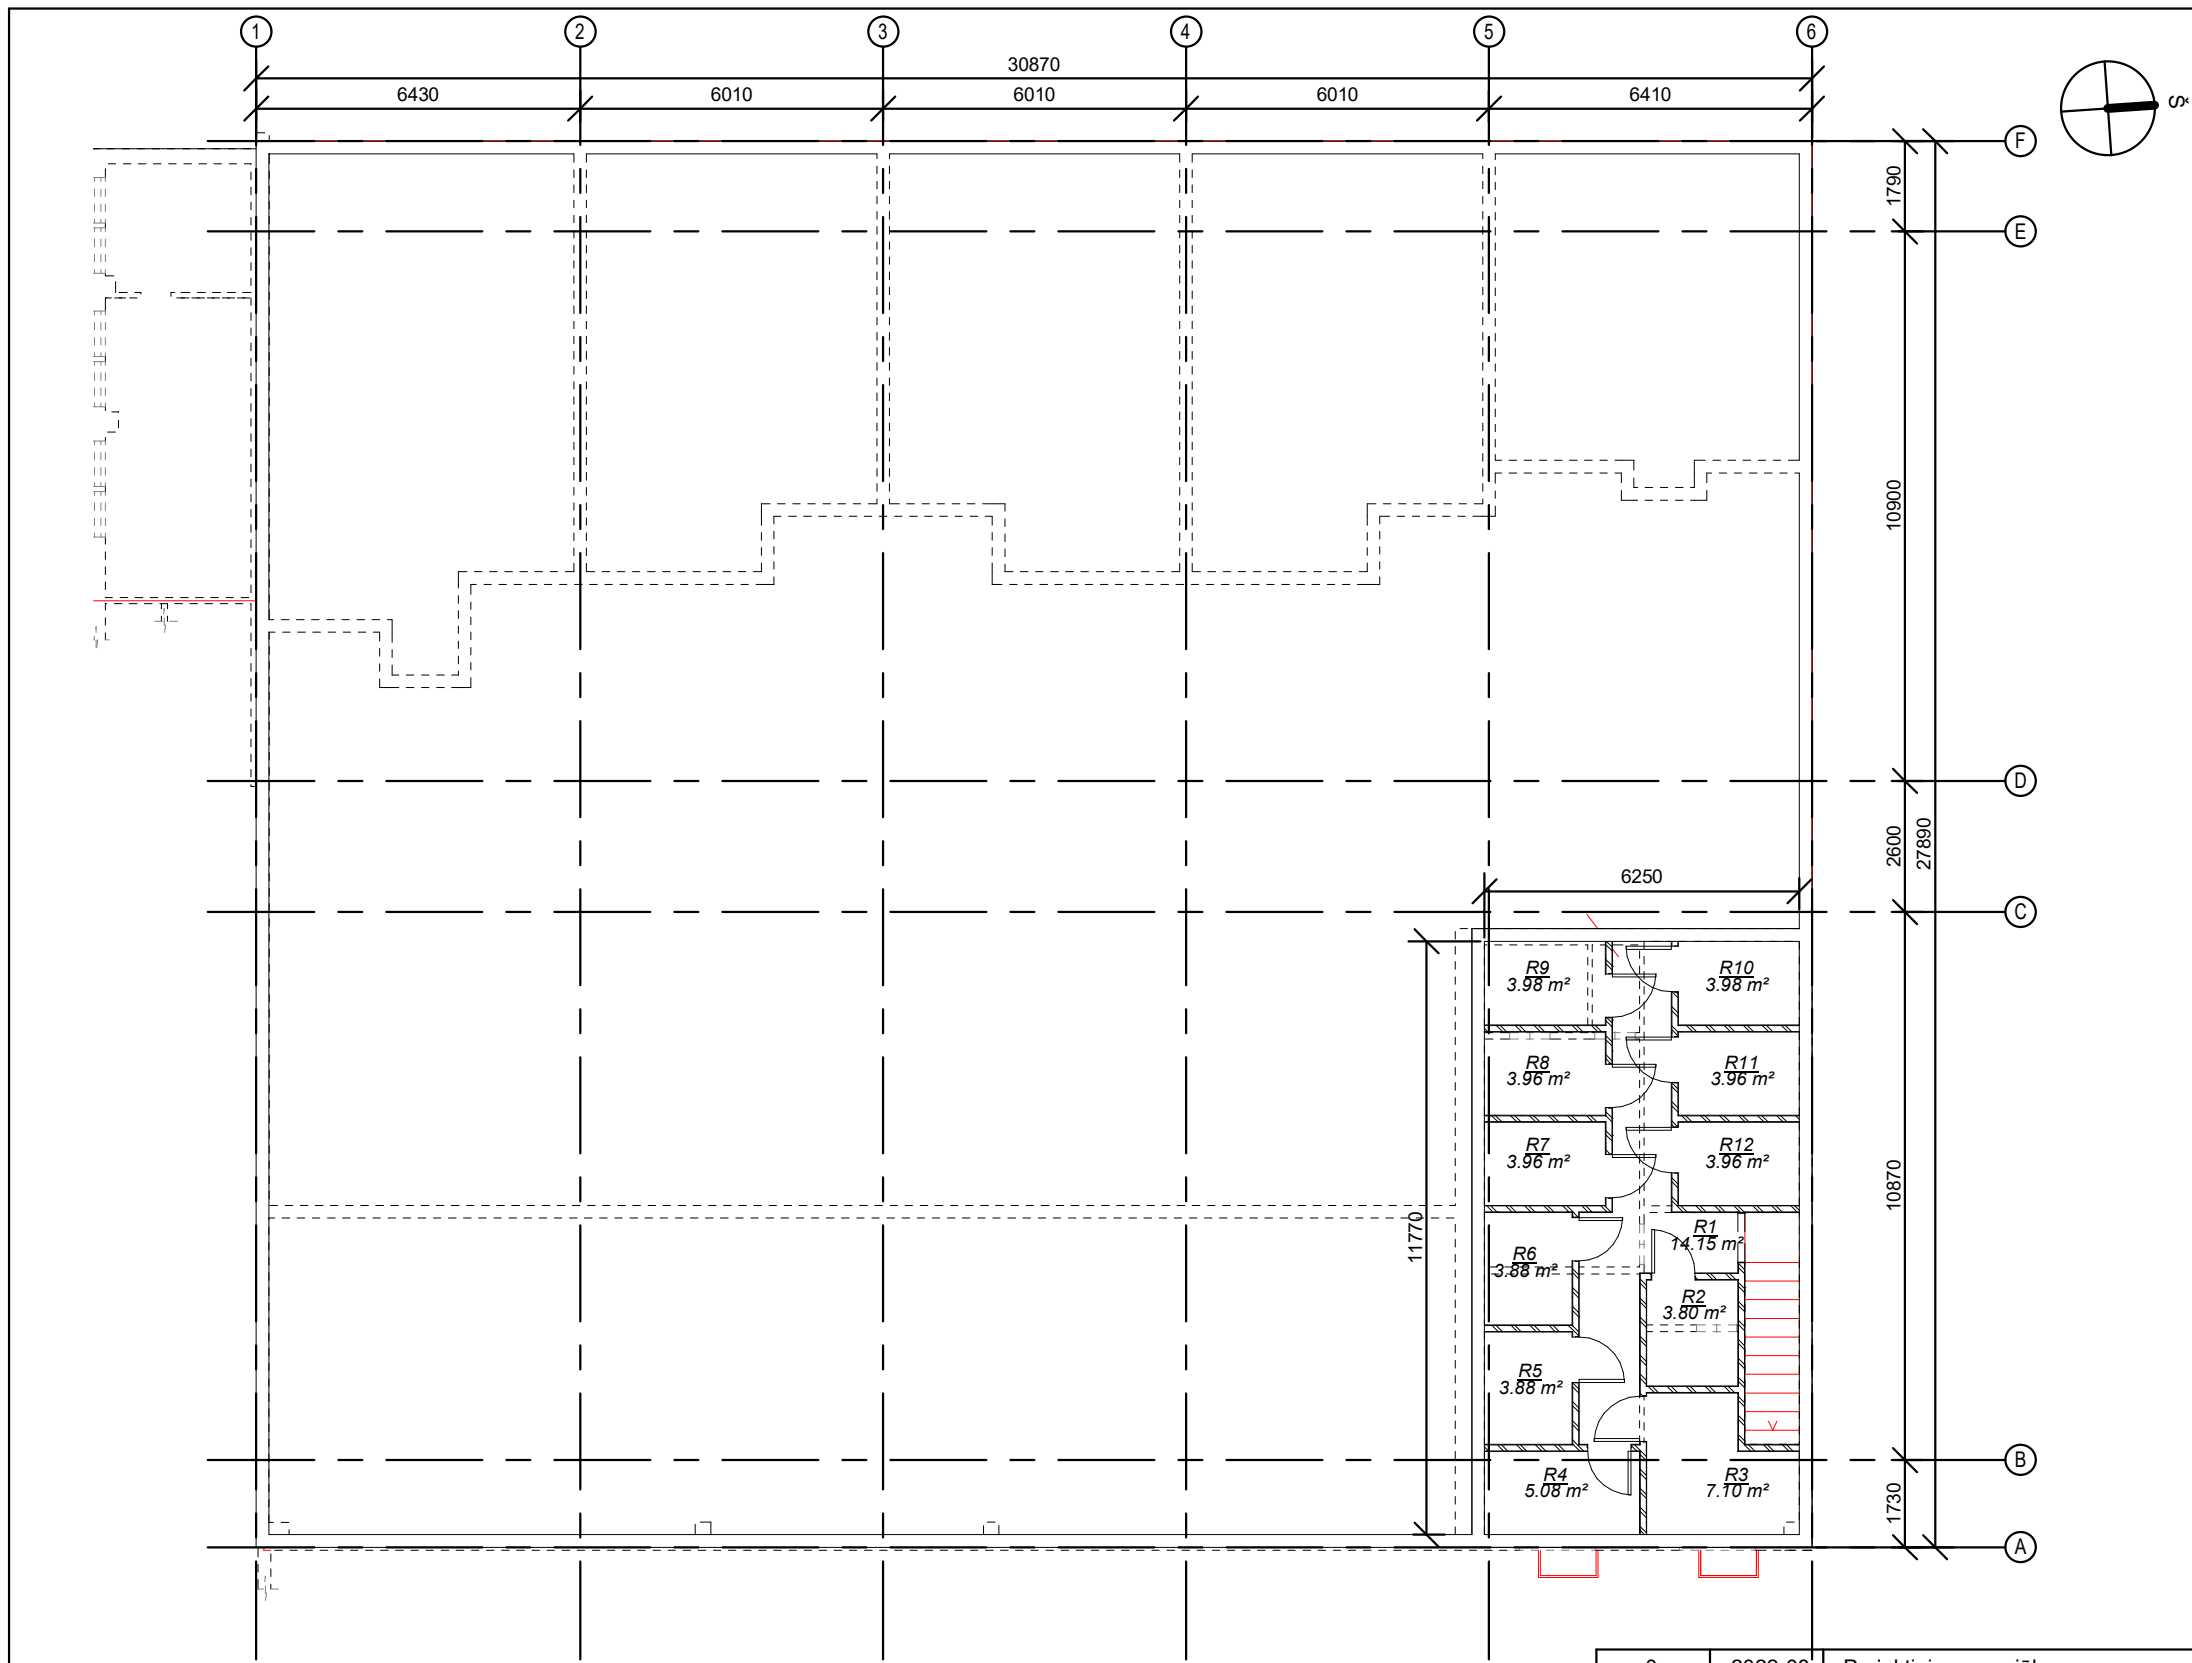 1 2 3 4 5 6
30870
6430 6010 6010 6010 6410
Š
F
1790
E
10900
D
2600
27890
C
6250
R9
3.98 m²
R10
3.98 m²
R8
3.96 m²
R11
3.96 m²
R7
3.96 m²
R12
3.96 m²
10870
11770
R1
14.15 m²
R6
3.88 m²
R2
3.80 m²
R5
3.88 m²
B
R4
5.08 m²
R3
7.10 m²
1730
A